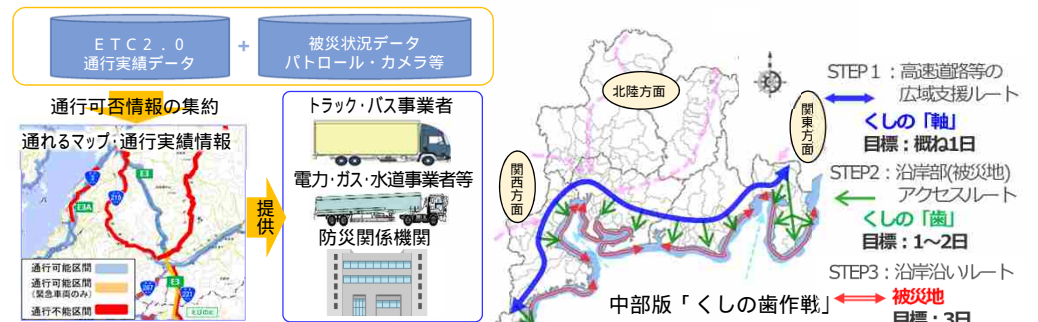 ＥＴＣ２.０
通行実績データ
+
被災状況データ
パトロール・カメラ等
通行可否情報の集約
通れるマップ・通行実績情報
E3
E3A
E3
通行可能区間
通行可能区間
(緊急車両のみ)
通行不能区間
提供
トラック・バス事業者
電力・ガス・水道事業者等
防災関係機関
北陸方面
関東方面
関西方面
中部版「くしの歯作戦」
STEP1：高速道路等の
広域支援ルート
くしの「軸」
目標：概ね1日
STEP2：沿岸部(被災地)
アクセスルート
くしの「歯」
目標：1～2日
STEP3：沿岸沿いルート
被災地
目標：3日